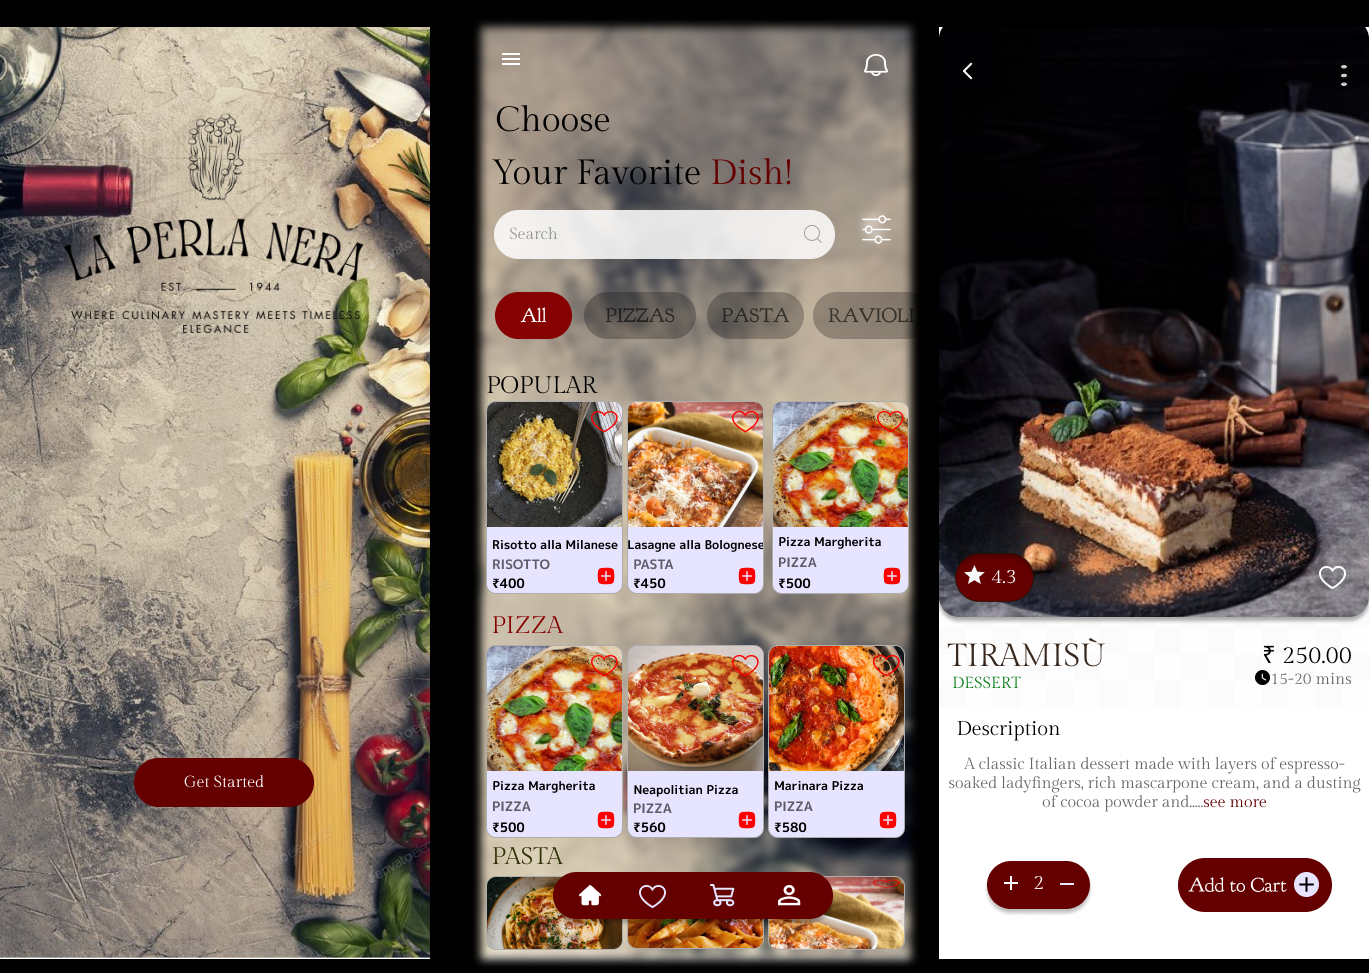 LA PERLA NERA
EST 1944
WHERE CULINARY MASTERY MEETS TIMELESS
ELEGANCE
Get Started
Choose
Your Favorite Dish!
Search
All
PIZZAS
PASTA
RAVIOLI
POPULAR
Risotto alla Milanese
RISOTTO
₹400
Lasagne alla Bolognese
PASTA
₹450
Pizza Margherita
PIZZA
₹500
PIZZA
Pizza Margherita
PIZZA
₹500
Neapolitian Pizza
PIZZA
₹560
Marinara Pizza
PIZZA
₹580
PASTA
4.3
TIRAMISÙ
₹ 250.00
DESSERT
15-20 mins
Description
A classic Italian dessert made with layers of espresso-
soaked ladyfingers, rich mascarpone cream, and a dusting
of cocoa powder and.....see more
2
Add to Cart